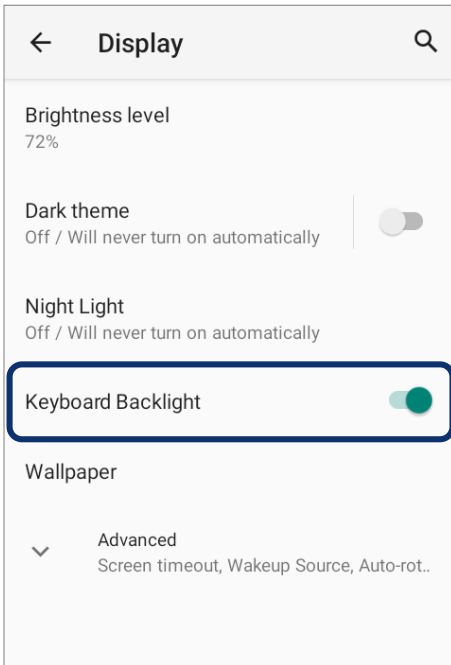 Display
Brightness level
72%
Dark theme
Off / Will never turn on automatically
Night Light
Off / Will never turn on automatically
Keyboard Backlight
Wallpaper
Advanced
Screen timeout, Wakeup Source, Auto-rot..